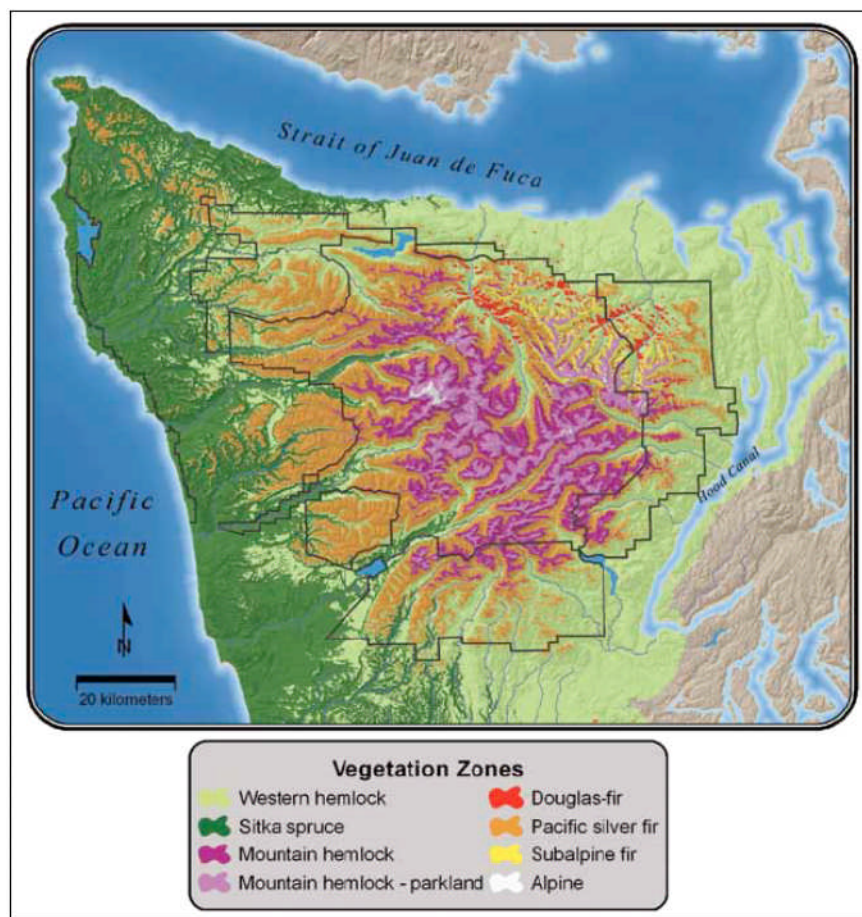 Strait of Juan de Fuca
Hood Canal
Pacific
Ocean
N
20 kilometers
Vegetation Zones
Western hemlock
Sitka spruce
Mountain hemlock
Mountain hemlock - parkland
Douglas-fir
Pacific silver fir
Subalpine fir
Alpine